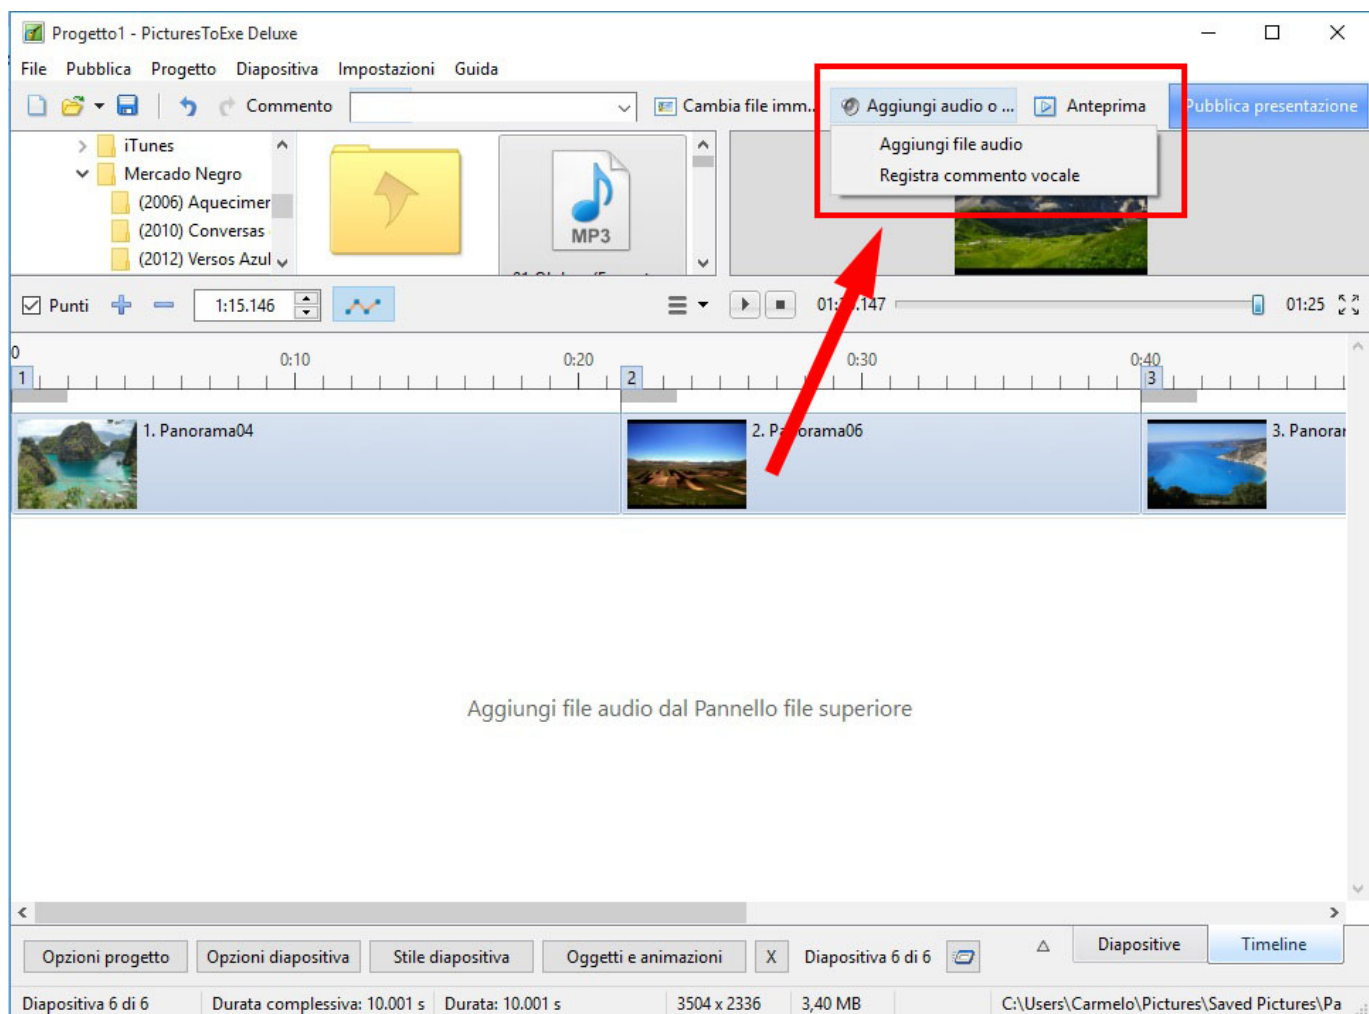 Progetto1 - PicturesToExe Deluxe
File Pubblica Progetto Diapositiva Impostazioni Guida
Commento Cambia file imm... Aggiungi audio o ... Anteprima Pubblica presentazione
Aggiungi file audio
Registra commento vocale
iTunes
Mercado Negro
(2006) Aquecimer
(2010) Conversas
(2012) Versos Azul
MP3
Punti 1:15.146 01:25
0 0:10 0:20 0:30 0:40
1 2 3
1. Panorama04 2. Panorama06 3. Panorar
Aggiungi file audio dal Pannello file superiore
Opzioni progetto Opzioni diapositiva Stile diapositiva Oggetti e animazioni X Diapositiva 6 di 6 Diapositive Timeline
Diapositiva 6 di 6 Durata complessiva: 10.001 s Durata: 10.001 s 3504 x 2336 3,40 MB C:\Users\Carmelo\Pictures\Saved Pictures\Pa